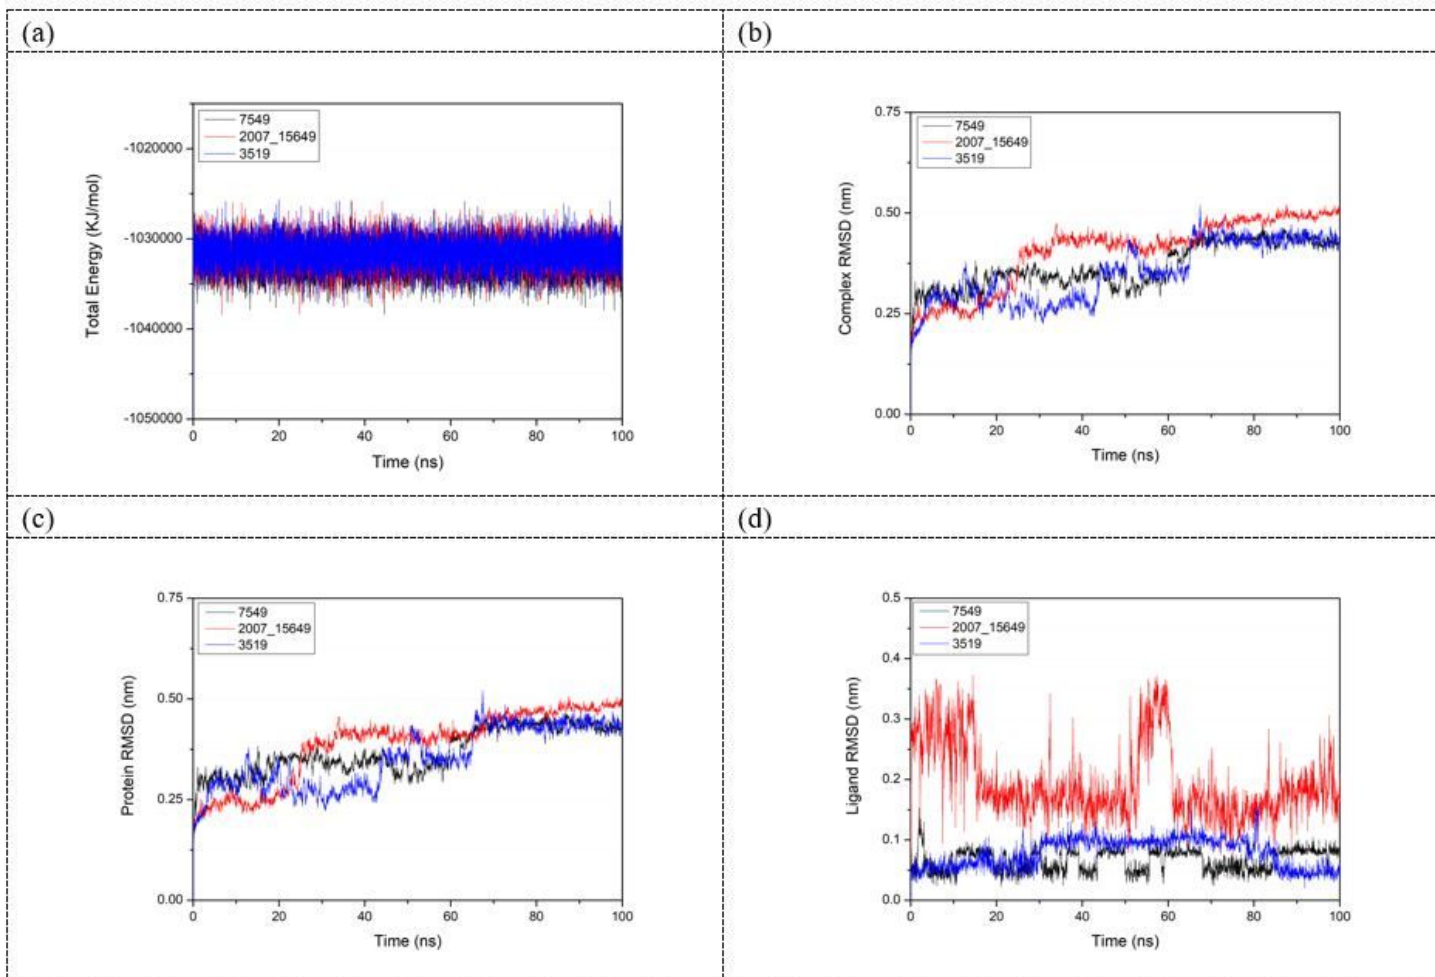 (a)
7549
2007_15649
3519
-1020000
-1030000
-1040000
-1050000
Total Energy (KJ/mol)
0 20 40 60 80 100
Time (ns)
(b)
7549
2007_15649
3519
0.75
0.50
0.25
0.00
Complex RMSD (nm)
0 20 40 60 80 100
Time (ns)
(c)
7549
2007_15649
3519
0.75
0.50
0.25
0.00
Protein RMSD (nm)
0 20 40 60 80 100
Time (ns)
(d)
7549
2007_15649
3519
0.5
0.4
0.3
0.2
0.1
0.0
Ligand RMSD (nm)
0 20 40 60 80 100
Time (ns)